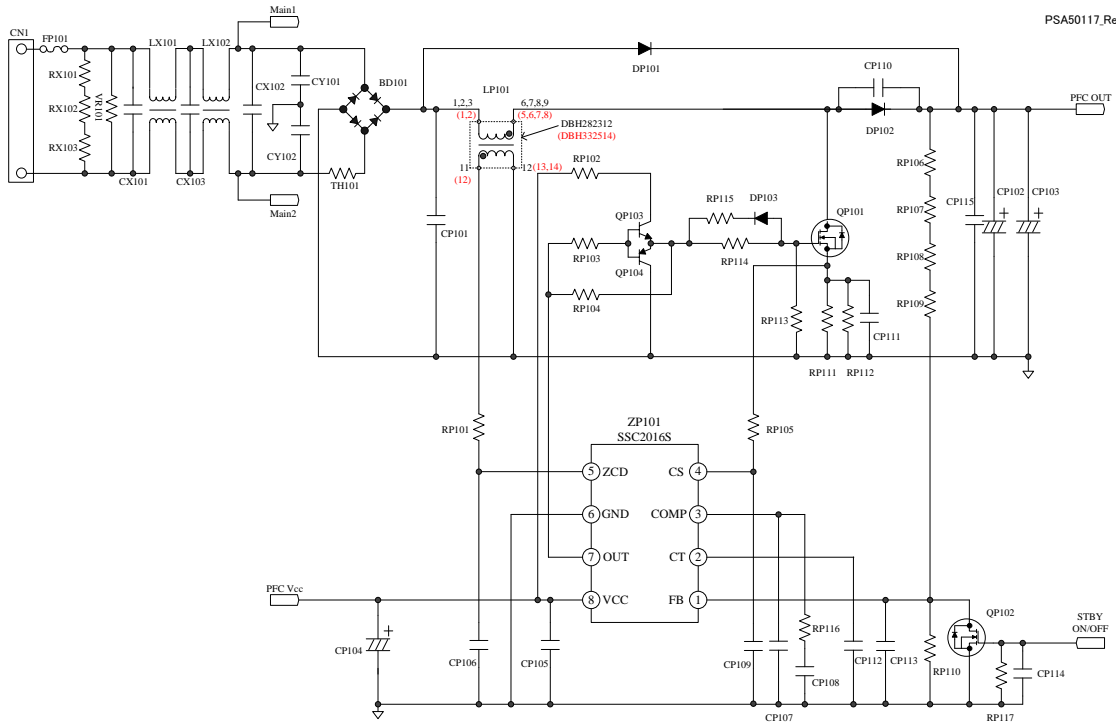 PSA50117_Re
Main1
CN1
FP101
LX101
LX102
RX101
RX102
RX103
VR101
CX102
CY101
BD101
CX101
CX103
CY102
TH101
Main2
LP101
DP101
CP110
DP102
PFC OUT
1,2,3
(1,2)
6,7,8,9
(5,6,7,8)
DBH282312
(DBH332514)
11
(12)
12
(13,14)
CP101
RP102
QP103
RP103
QP104
RP104
RP115
DP103
RP114
QP101
RP113
RP111
RP112
CP111
RP106
RP107
RP108
RP109
CP115
CP102
CP103
+
+
RP101
ZP101
SSC2016S
RP105
5
ZCD
CS
4
6
GND
COMP
3
7
OUT
CT
2
8
VCC
FB
1
PFC Vcc
CP104
+
CP106
CP105
CP109
CP107
RP116
CP108
CP112
CP113
RP110
QP102
STBY
ON/OFF
RP117
CP114